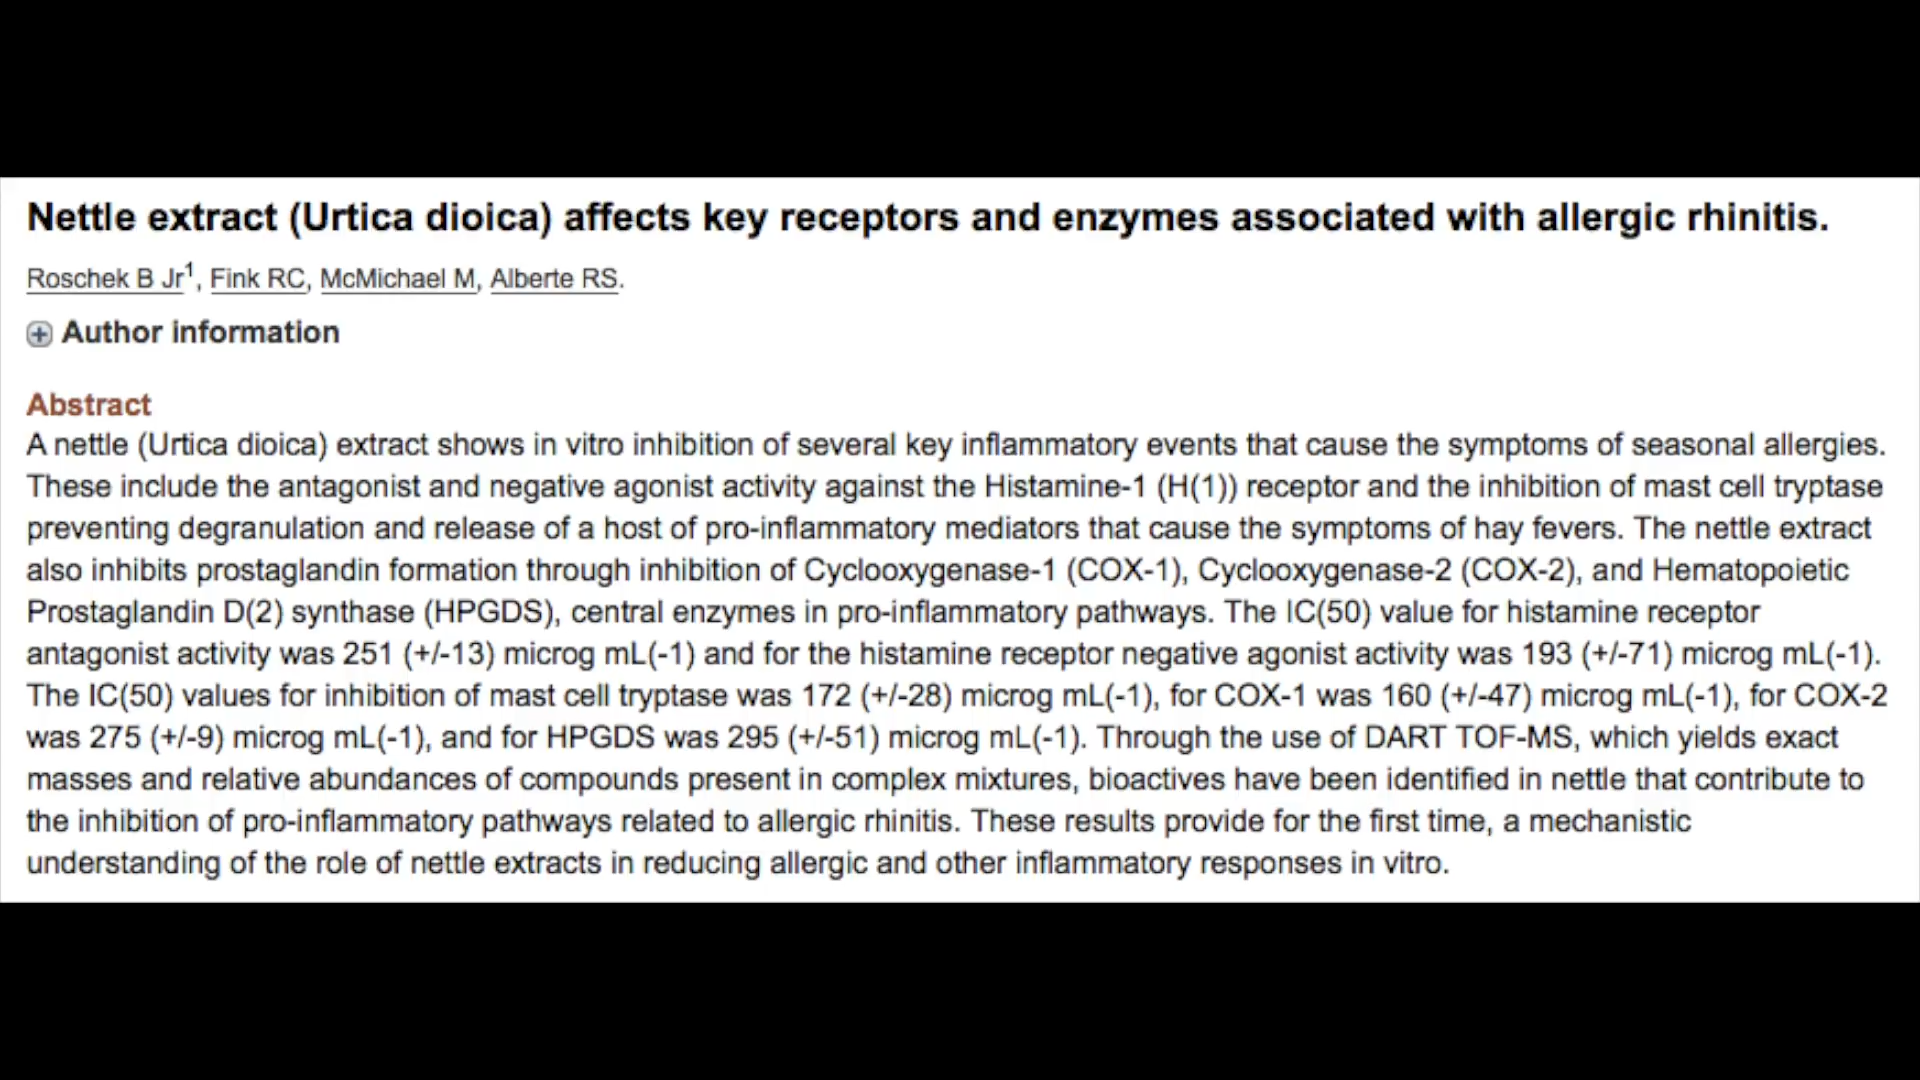 Nettle extract (Urtica dioica) affects key receptors and enzymes associated with allergic rhinitis.
Roschek B Jr1, Fink RC, McMichael M, Alberte RS.
Author information
Abstract
A nettle (Urtica dioica) extract shows in vitro inhibition of several key inflammatory events that cause the symptoms of seasonal allergies.
These include the antagonist and negative agonist activity against the Histamine-1 (H(1)) receptor and the inhibition of mast cell tryptase
preventing degranulation and release of a host of pro-inflammatory mediators that cause the symptoms of hay fevers. The nettle extract
also inhibits prostaglandin formation through inhibition of Cyclooxygenase-1 (COX-1), Cyclooxygenase-2 (COX-2), and Hematopoietic
Prostaglandin D(2) synthase (HPGDS), central enzymes in pro-inflammatory pathways. The IC(50) value for histamine receptor
antagonist activity was 251 (+/-13) microg mL(-1) and for the histamine receptor negative agonist activity was 193 (+/-71) microg mL(-1).
The IC(50) values for inhibition of mast cell tryptase was 172 (+/-28) microg mL(-1), for COX-1 was 160 (+/-47) microg mL(-1), for COX-2
was 275 (+/-9) microg mL(-1), and for HPGDS was 295 (+/-51) microg mL(-1). Through the use of DART TOF-MS, which yields exact
masses and relative abundances of compounds present in complex mixtures, bioactives have been identified in nettle that contribute to
the inhibition of pro-inflammatory pathways related to allergic rhinitis. These results provide for the first time, a mechanistic
understanding of the role of nettle extracts in reducing allergic and other inflammatory responses in vitro.